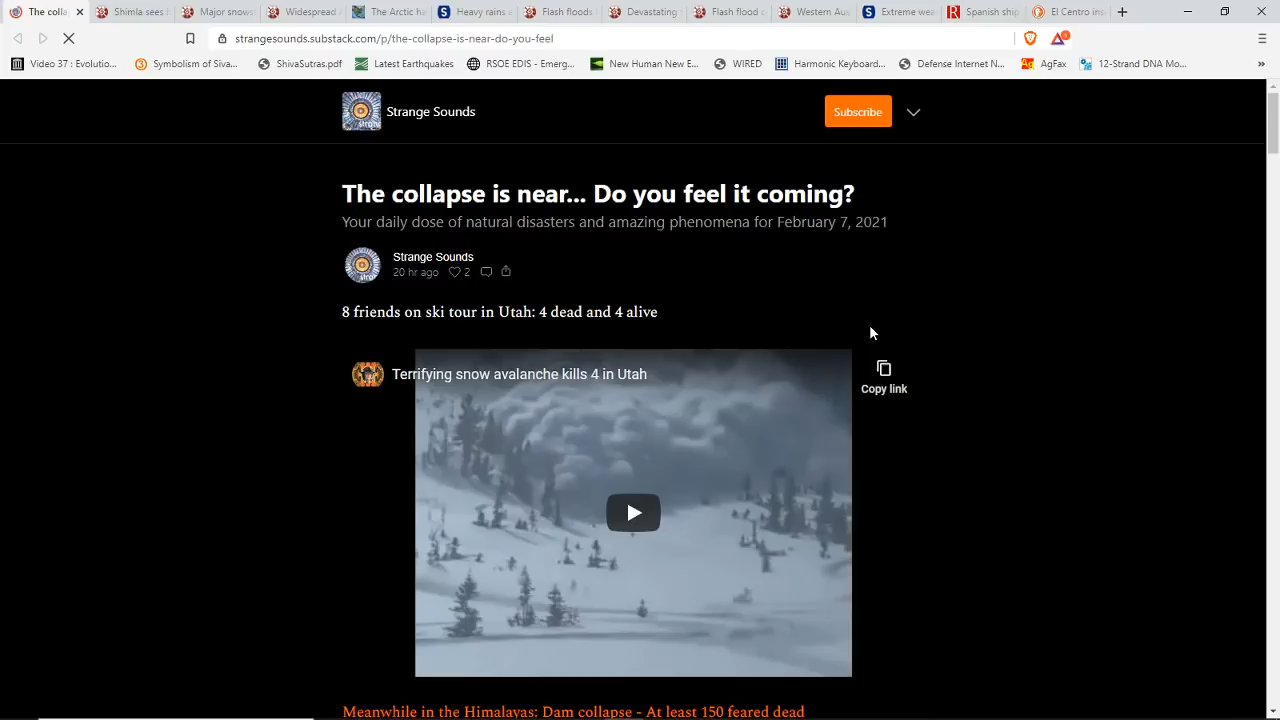 The colla
Shimla sees
Major snows
Widespread
The Arctic ha
Heavy rains
Flash floods
Devastating
Flash flood
Western Aus
Extreme wea
Spanish ship
El Centro ins
strangesounds.substack.com/p/the-collapse-is-near-do-you-feel
Video 37 : Evolutio...
Symbolism of Siva...
ShivaSutras.pdf
Latest Earthquakes
RSOE EDIS - Emerg...
New Human New E...
WIRED
Harmonic Keyboard...
Defense Internet N...
Ag
AgFax
12-Strand DNA Mo...
»
Strange Sounds
Subscribe
The collapse is near... Do you feel it coming?
Your daily dose of natural disasters and amazing phenomena for February 7, 2021
Strange Sounds
20 hr ago 2
8 friends on ski tour in Utah: 4 dead and 4 alive
Terrifying snow avalanche kills 4 in Utah
Copy link
Meanwhile in the Himalayas: Dam collapse - At least 150 feared dead